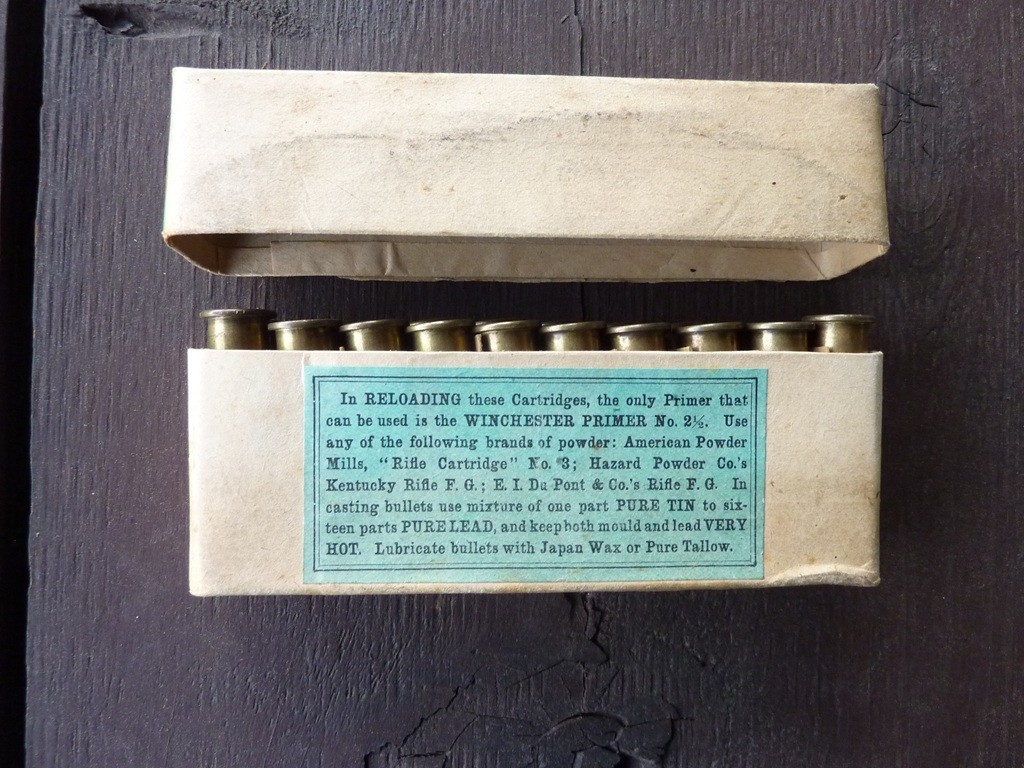 In RELOADING these Cartridges, the only Primer that
can be used is the WINCHESTER PRIMER No. 2½. Use
any of the following brands of powder: American Powder
Mills, "Rifle Cartridge" No. 3; Hazard Powder Co.'s
Kentucky Rifle F. G.; E. I. Du Pont & Co.'s Rifle F. G. In
casting bullets use mixture of one part PURE TIN to six-
teen parts PURE LEAD, and keep both mould and lead VERY
HOT. Lubricate bullets with Japan Wax or Pure Tallow.